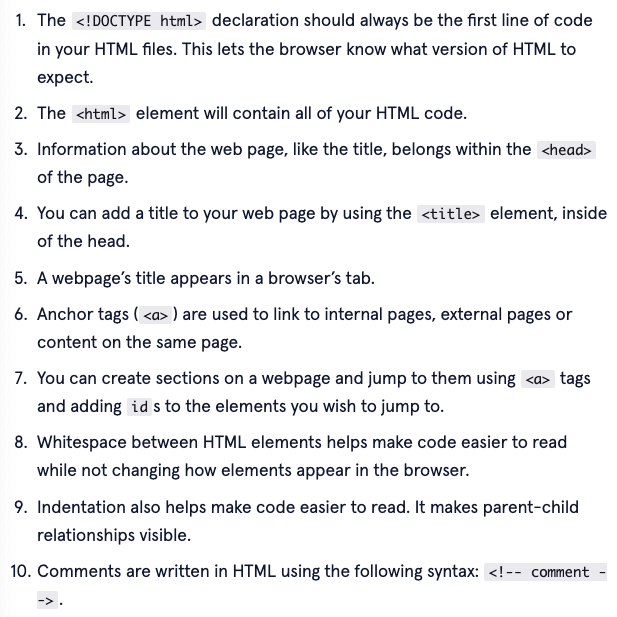 1. The <!DOCTYPE html> declaration should always be the first line of code
in your HTML files. This lets the browser know what version of HTML to
expect.
2. The <html> element will contain all of your HTML code.
3. Information about the web page, like the title, belongs within the <head>
of the page.
4. You can add a title to your web page by using the <title> element, inside
of the head.
5. A webpage’s title appears in a browser’s tab.
6. Anchor tags ( <a> ) are used to link to internal pages, external pages or
content on the same page.
7. You can create sections on a webpage and jump to them using <a> tags
and adding id s to the elements you wish to jump to.
8. Whitespace between HTML elements helps make code easier to read
while not changing how elements appear in the browser.
9. Indentation also helps make code easier to read. It makes parent-child
relationships visible.
10. Comments are written in HTML using the following syntax: <!-- comment -
-> .